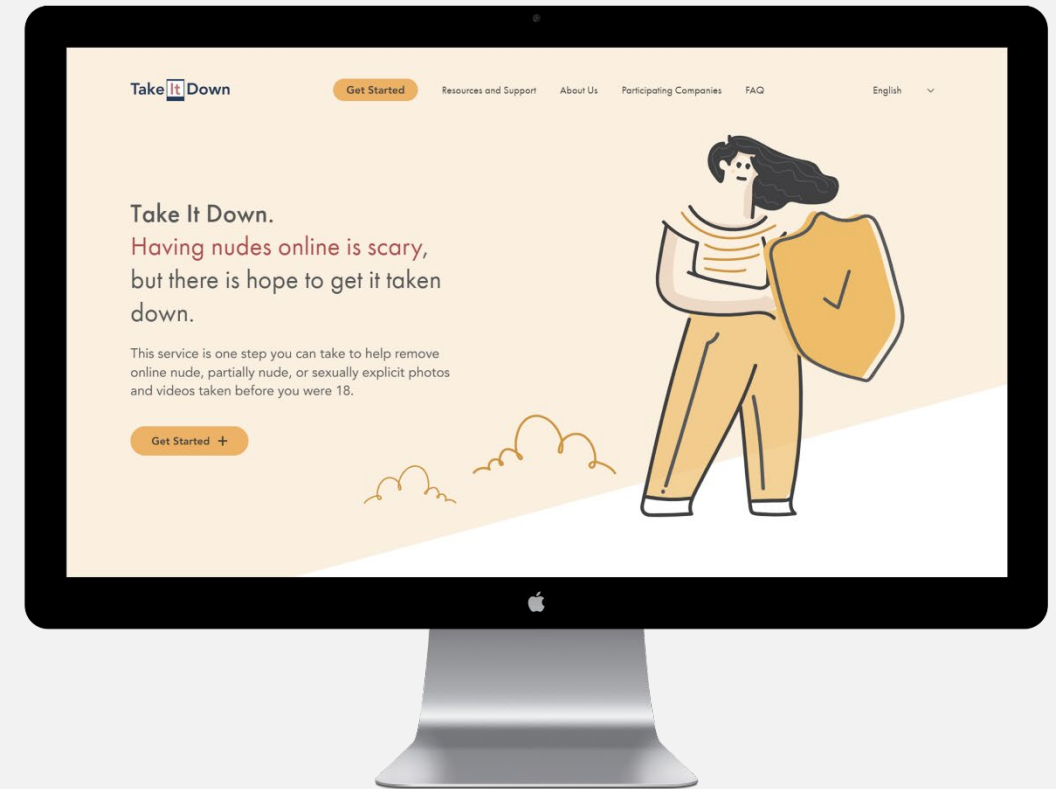 Take It Down
Get Started
Resources and Support
About Us
Participating Companies
FAQ
English
Take It Down.
Having nudes online is scary,
but there is hope to get it taken
down.
This service is one step you can take to help remove
online nude, partially nude, or sexually explicit photos
and videos taken before you were 18.
Get Started +